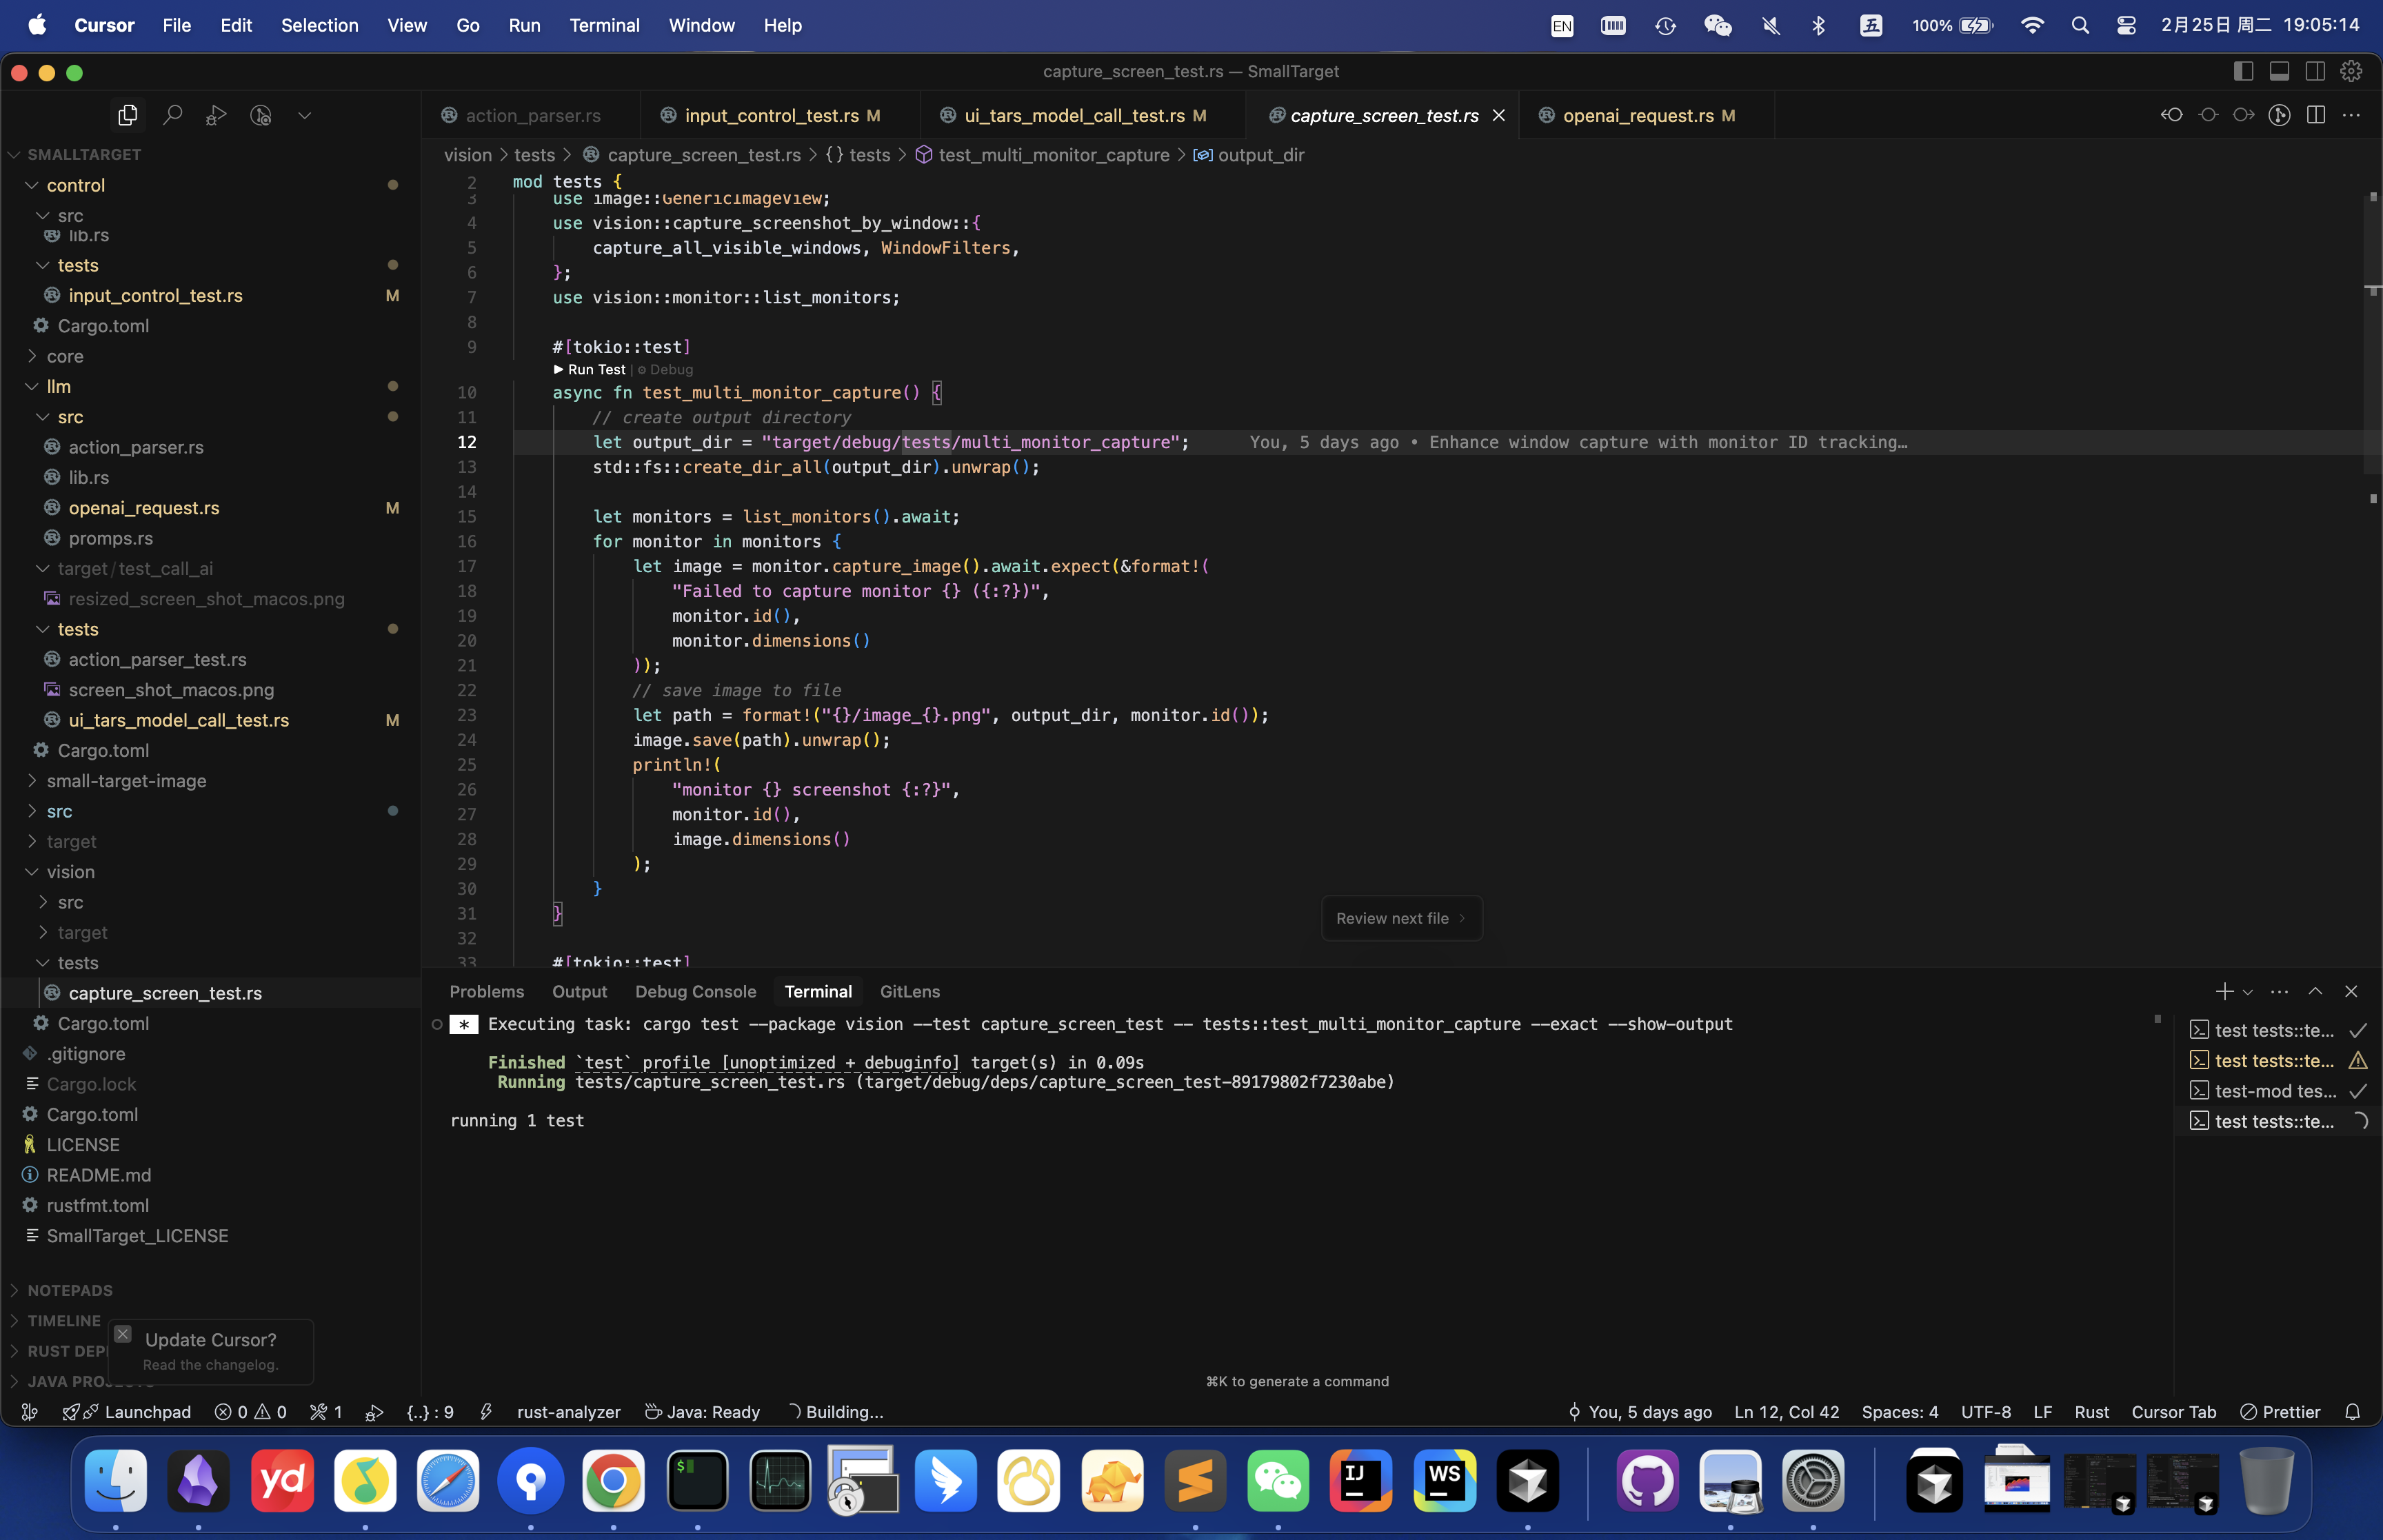 Cursor File Edit Selection View Go Run Terminal Window Help
EN 五 100% 2月25日 周二 19:05:14
capture_screen_test.rs — SmallTarget
action_parser.rs
input_control_test.rs M
ui_tars_model_call_test.rs M
capture_screen_test.rs
openai_request.rs M
SMALLTARGET
control
src
lib.rs
tests
input_control_test.rs M
Cargo.toml
core
llm
src
action_parser.rs
lib.rs
openai_request.rs M
promps.rs
target/test_call_ai
resized_screen_shot_macos.png
tests
action_parser_test.rs
screen_shot_macos.png
ui_tars_model_call_test.rs M
Cargo.toml
small-target-image
src
target
vision
src
target
tests
capture_screen_test.rs
Cargo.toml
.gitignore
Cargo.lock
Cargo.toml
LICENSE
README.md
rustfmt.toml
SmallTarget_LICENSE
NOTEPADS
TIMELINE
RUST DEP
JAVA PROJECTS
Update Cursor?
Read the changelog.
vision > tests > capture_screen_test.rs > {} tests > test_multi_monitor_capture > output_dir
2 mod tests {
3 use image::GenericImageView;
4 use vision::capture_screenshot_by_window::{
5 capture_all_visible_windows, WindowFilters,
6 };
7 use vision::monitor::list_monitors;
8
9 #[tokio::test]
Run Test | Debug
10 async fn test_multi_monitor_capture() {
11 // create output directory
12 let output_dir = "target/debug/tests/multi_monitor_capture"; You, 5 days ago • Enhance window capture with monitor ID tracking…
13 std::fs::create_dir_all(output_dir).unwrap();
14
15 let monitors = list_monitors().await;
16 for monitor in monitors {
17 let image = monitor.capture_image().await.expect(&format!(
18 "Failed to capture monitor {} ({:?})",
19 monitor.id(),
20 monitor.dimensions()
21 ));
22 // save image to file
23 let path = format!("{}/image_{}.png", output_dir, monitor.id());
24 image.save(path).unwrap();
25 println!(
26 "monitor {} screenshot {:?}",
27 monitor.id(),
28 image.dimensions()
29 );
30 }
31 }
32
33 #[tokio::test]
Review next file >
Problems Output Debug Console Terminal GitLens
* Executing task: cargo test --package vision --test capture_screen_test -- tests::test_multi_monitor_capture --exact --show-output
Finished `test` profile [unoptimized + debuginfo] target(s) in 0.09s
Running tests/capture_screen_test.rs (target/debug/deps/capture_screen_test-89179802f7230abe)
running 1 test
test tests::te...
test tests::te...
test-mod tes...
test tests::te...
⌘K to generate a command
Launchpad 0 0 1 {..} : 9 rust-analyzer Java: Ready Building...
You, 5 days ago Ln 12, Col 42 Spaces: 4 UTF-8 LF Rust Cursor Tab Prettier
yd
$
IJ
WS